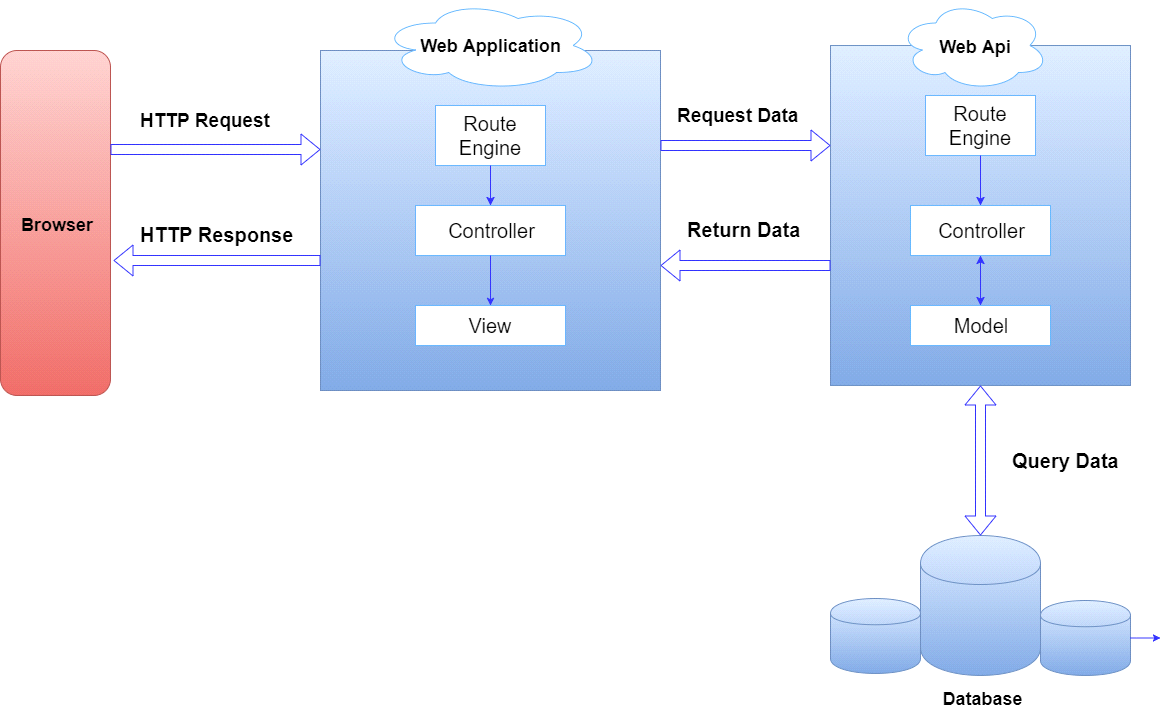 Web Application
Web Api
HTTP Request
Route
Engine
Request Data
Route
Engine
Browser
HTTP Response
Controller
Return Data
Controller
View
Model
Query Data
Database